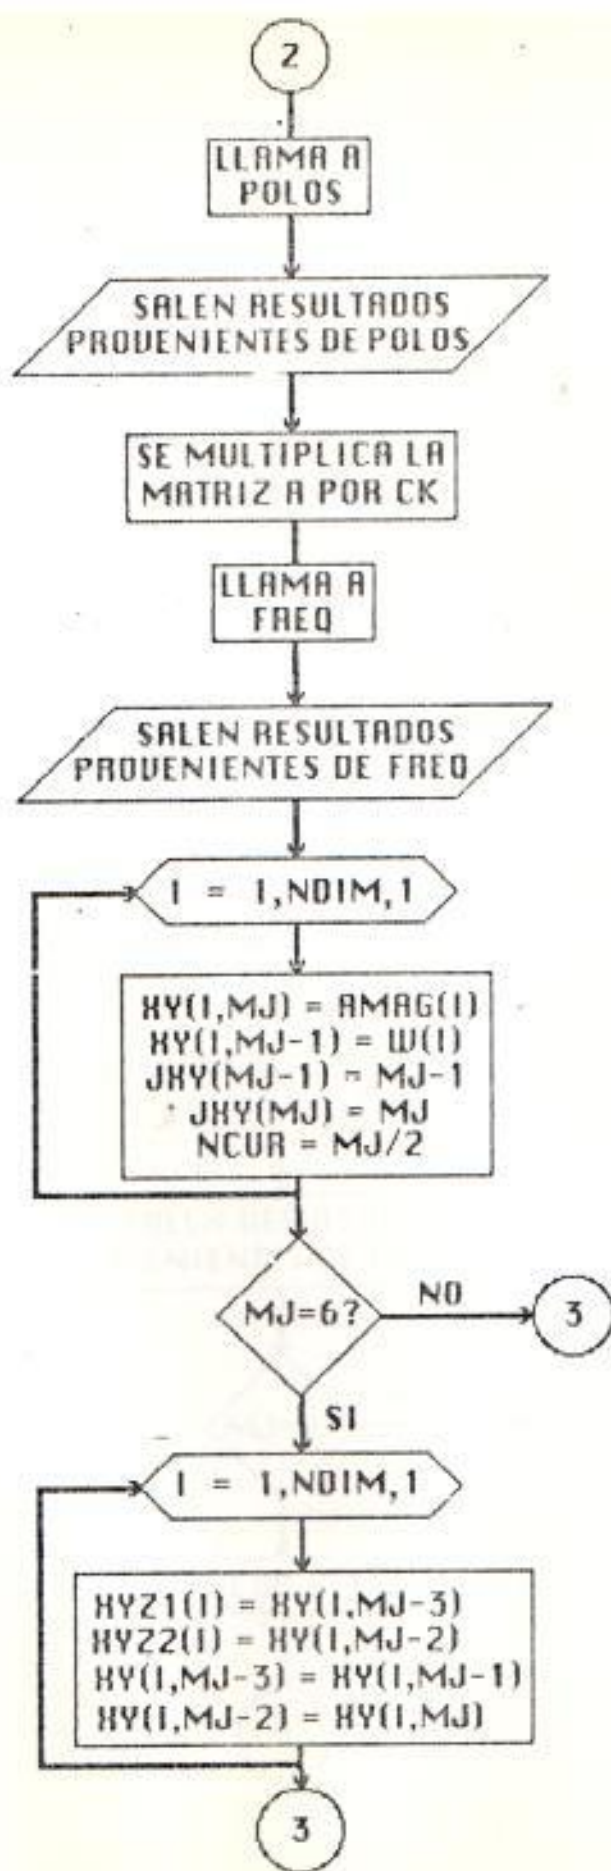 2
LLAMA A
POLOS
SALEN RESULTADOS
PROVENIENTES DE POLOS
SE MULTIPLICA LA
MATRIZ A POR CK
LLAMA A
FREQ
SALEN RESULTADOS
PROVENIENTES DE FREQ
I = 1,NDIM,1
XY(I,MJ) = AMAG(I)
XY(I,MJ-1) = W(I)
JXY(MJ-1) = MJ-1
JXY(MJ) = MJ
NCUR = MJ/2
MJ=6?
NO
3
SI
I = 1,NDIM,1
XYZ1(I) = XY(I,MJ-3)
XYZ2(I) = XY(I,MJ-2)
XY(I,MJ-3) = XY(I,MJ-1)
XY(I,MJ-2) = XY(I,MJ)
3